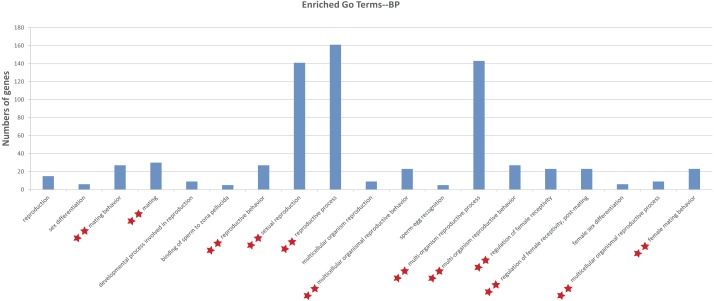 Enriched Go Terms--BP
Numbers of genes
180
160
140
120
100
80
60
40
20
0
reproduction
sex differentiation
mating behavior
mating
developmental process involved in reproduction
binding of sperm to zona pellucida
reproductive behavior
sexual reproduction
reproductive process
multicellular organism reproduction
multicellular organismal reproductive behavior
sperm-egg recognition
multi-organism reproductive process
multi-organism reproductive behavior
regulation of female receptivity
regulation of female receptivity, post-mating
female sex differentiation
multicellular organismal reproductive process
female mating behavior